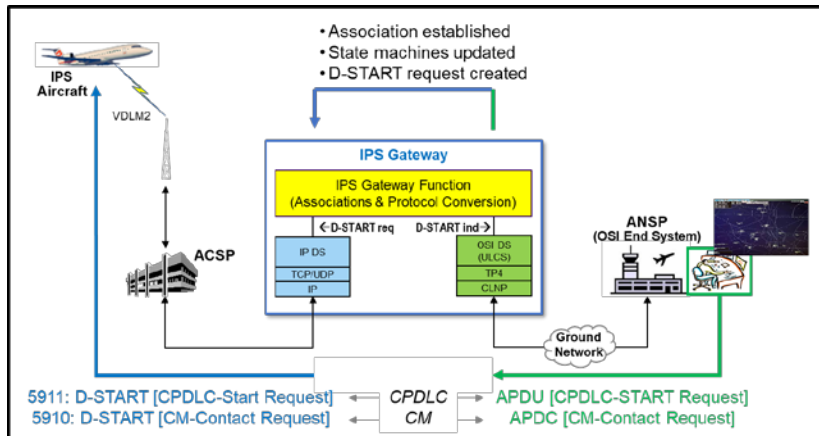 • Association established
• State machines updated
• D-START request created
IPS
Aircraft
VDLM2
IPS Gateway
IPS Gateway Function
(Associations & Protocol Conversion)
←D-START req
D-START ind→
ANSP
(OSI End System)
ACSP
IP DS
TCP/UDP
IP
OSI DS
(ULCS)
TP4
CLNP
Ground
Network
5911: D-START [CPDLC-Start Request]
CPDLC
APDU [CPDLC-START Request]
5910: D-START [CM-Contact Request]
CM
APDC [CM-Contact Request]